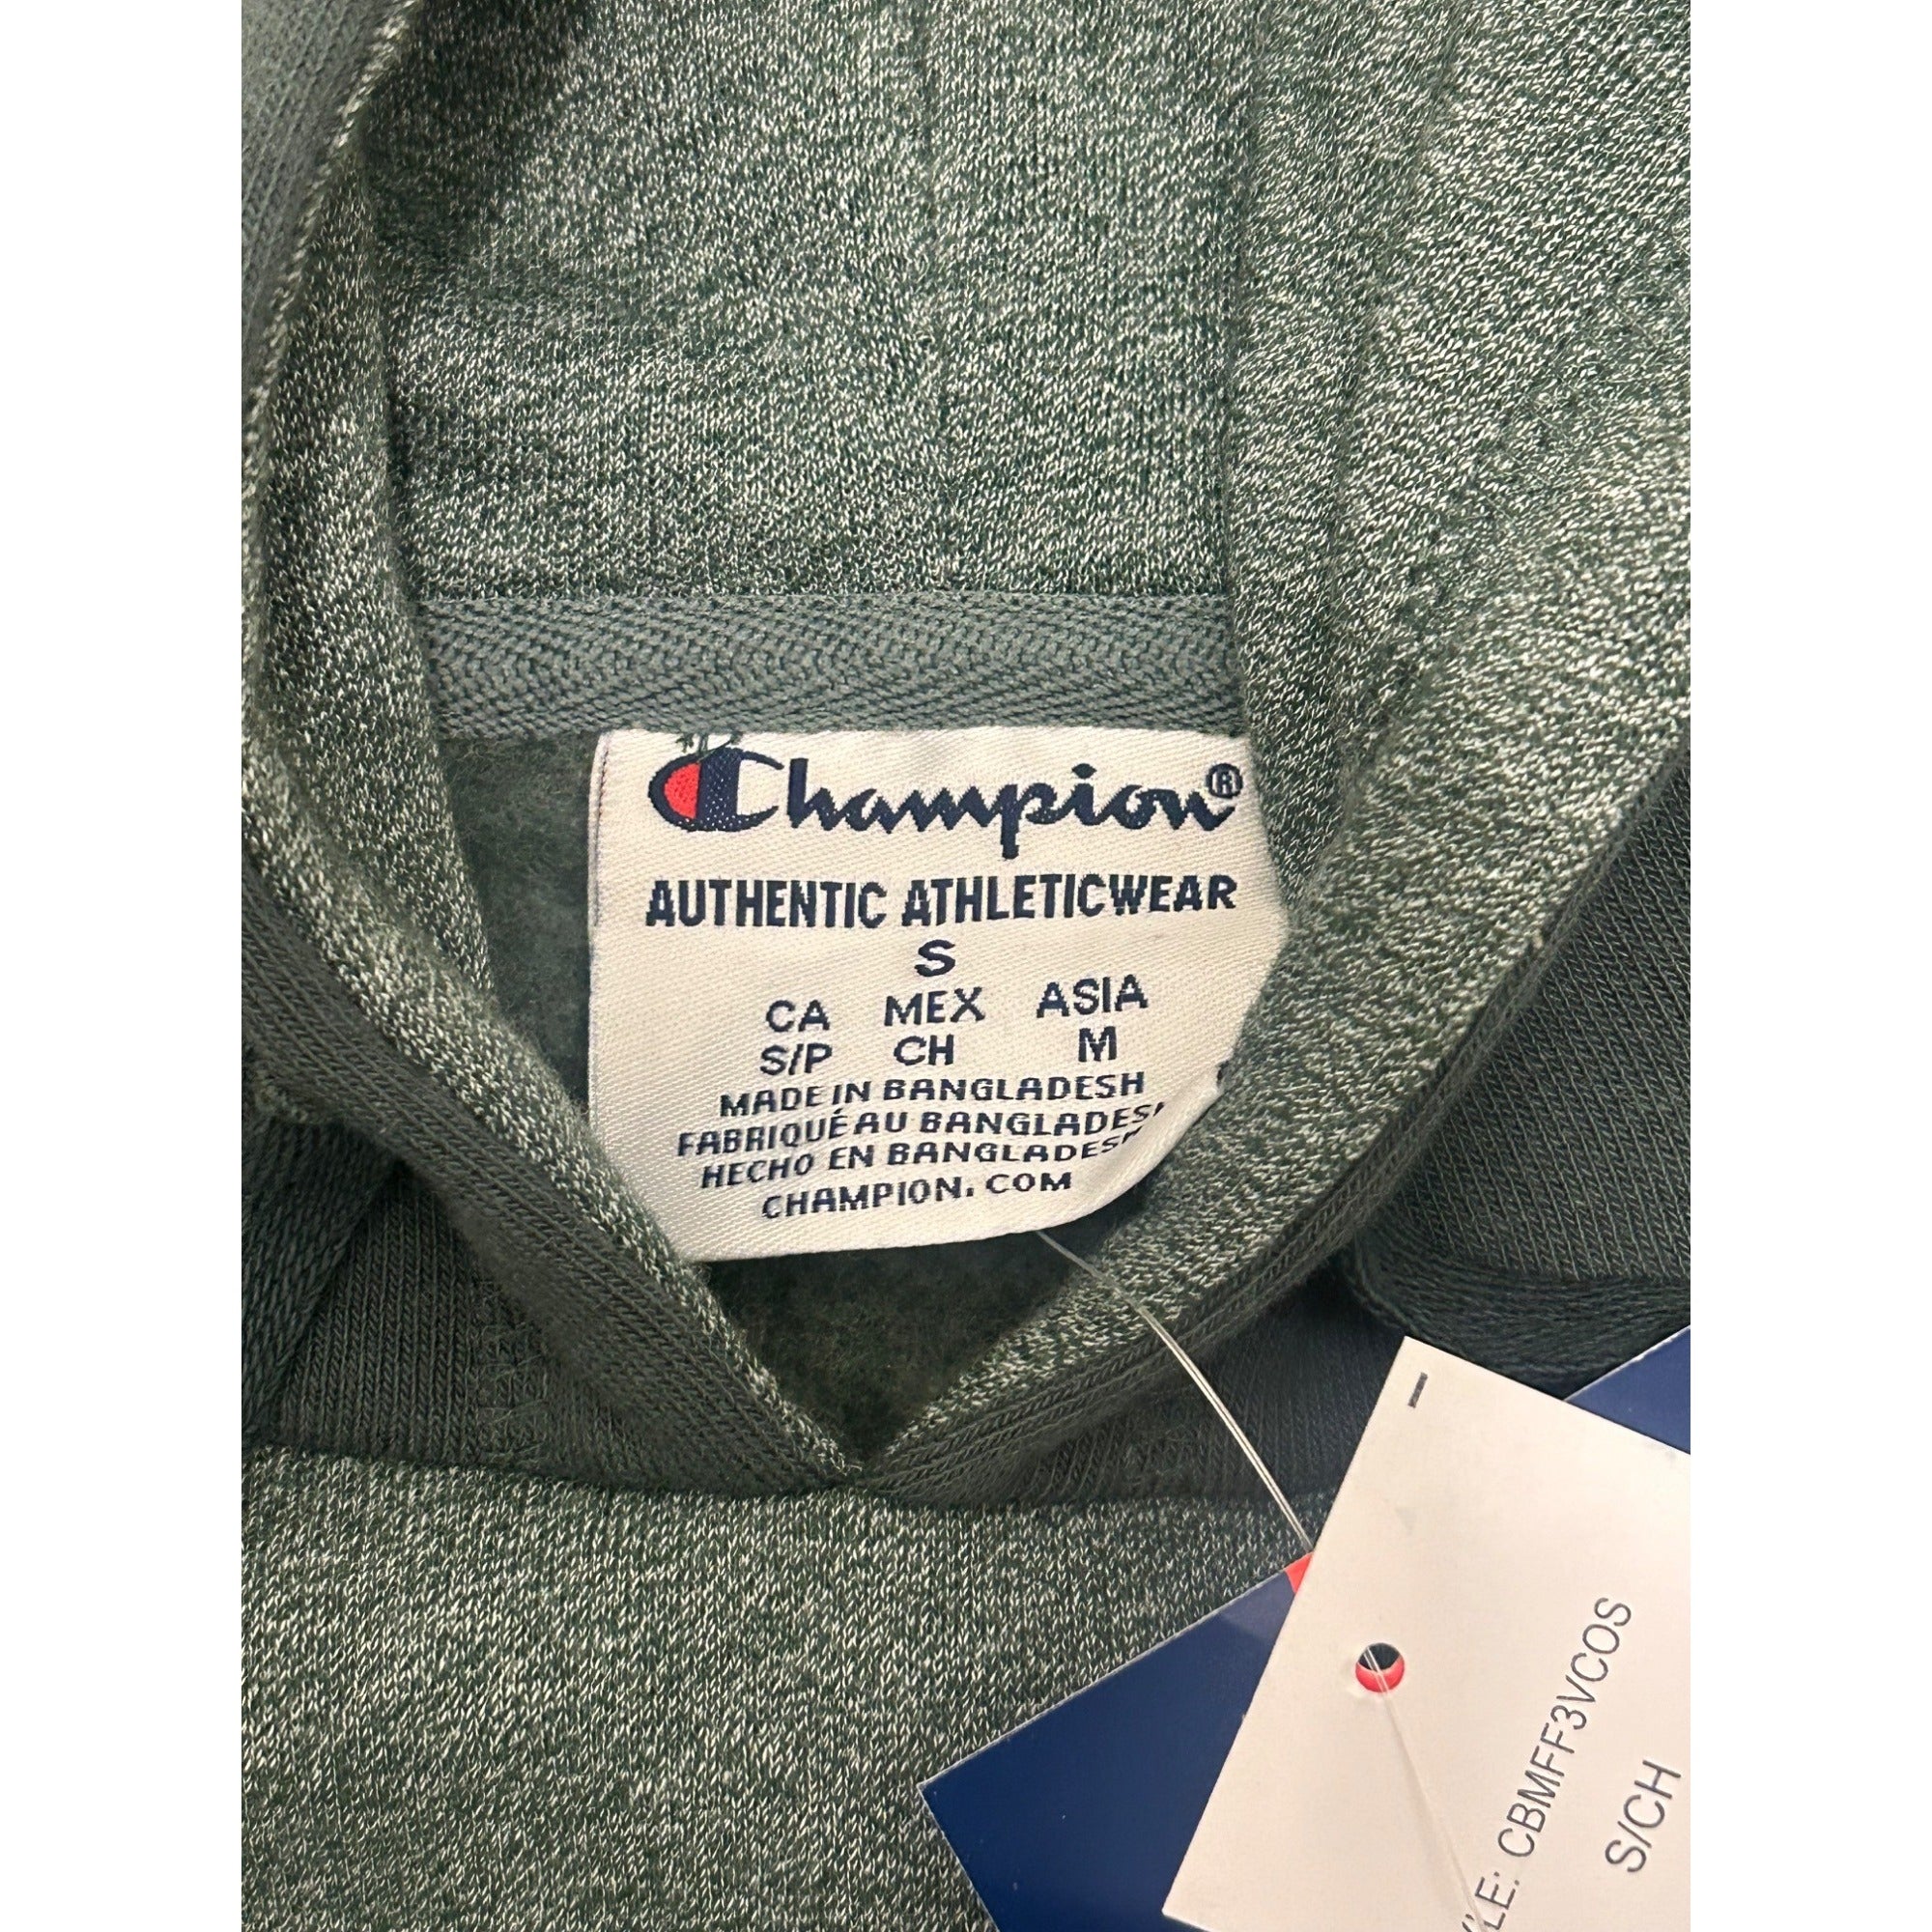 Champion®
AUTHENTIC ATHLETICWEAR
S
CA MEX ASIA
S/P CH M
MADE IN BANGLADESH
FABRIQUÉ AU BANGLADESH
HECHO EN BANGLADESH
CHAMPION.COM
YLE: CBMFF3VCOS
S/CH